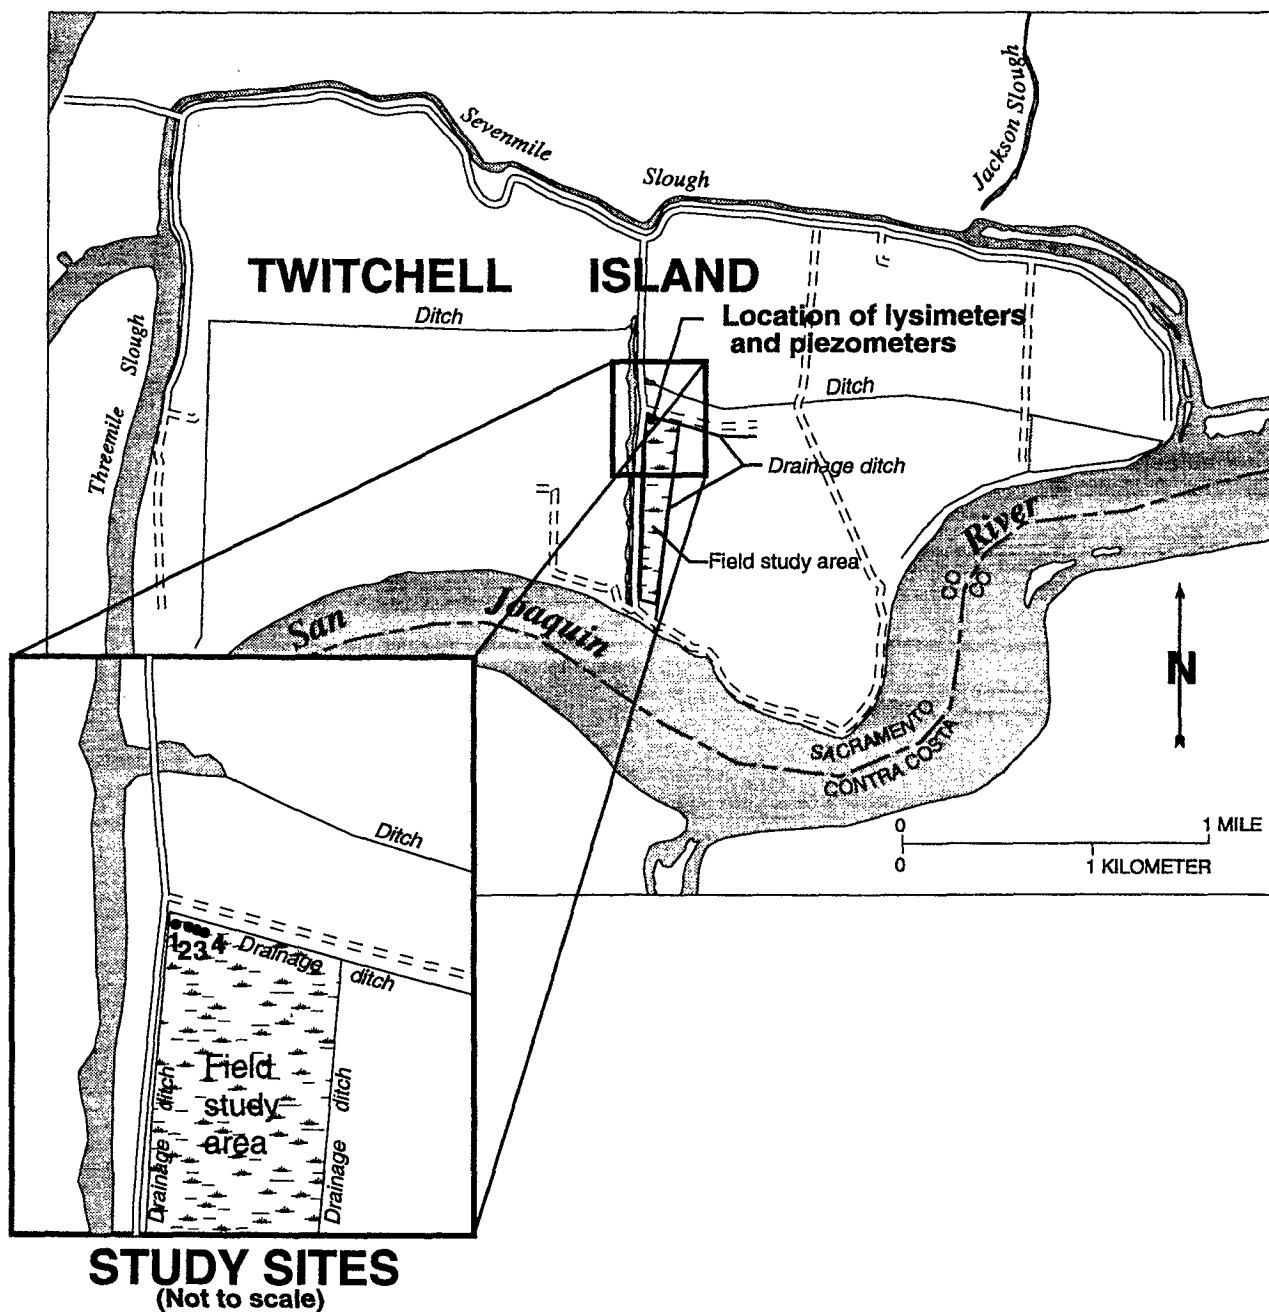 Jackson Slough
Sevenmile
Slough
TWITCHELL ISLAND
Ditch
Location of lysimeters
and piezometers
Slough
Threemile
Ditch
Drainage ditch
River
Field study area
CO
CO
San
Joaquin
N
SACRAMENTO
CONTRA COSTA
0 1 MILE
0 1 KILOMETER
Ditch
1 2 3 4
Drainage
ditch
Field
study
area
Drainage ditch
Drainage ditch
STUDY SITES
(Not to scale)